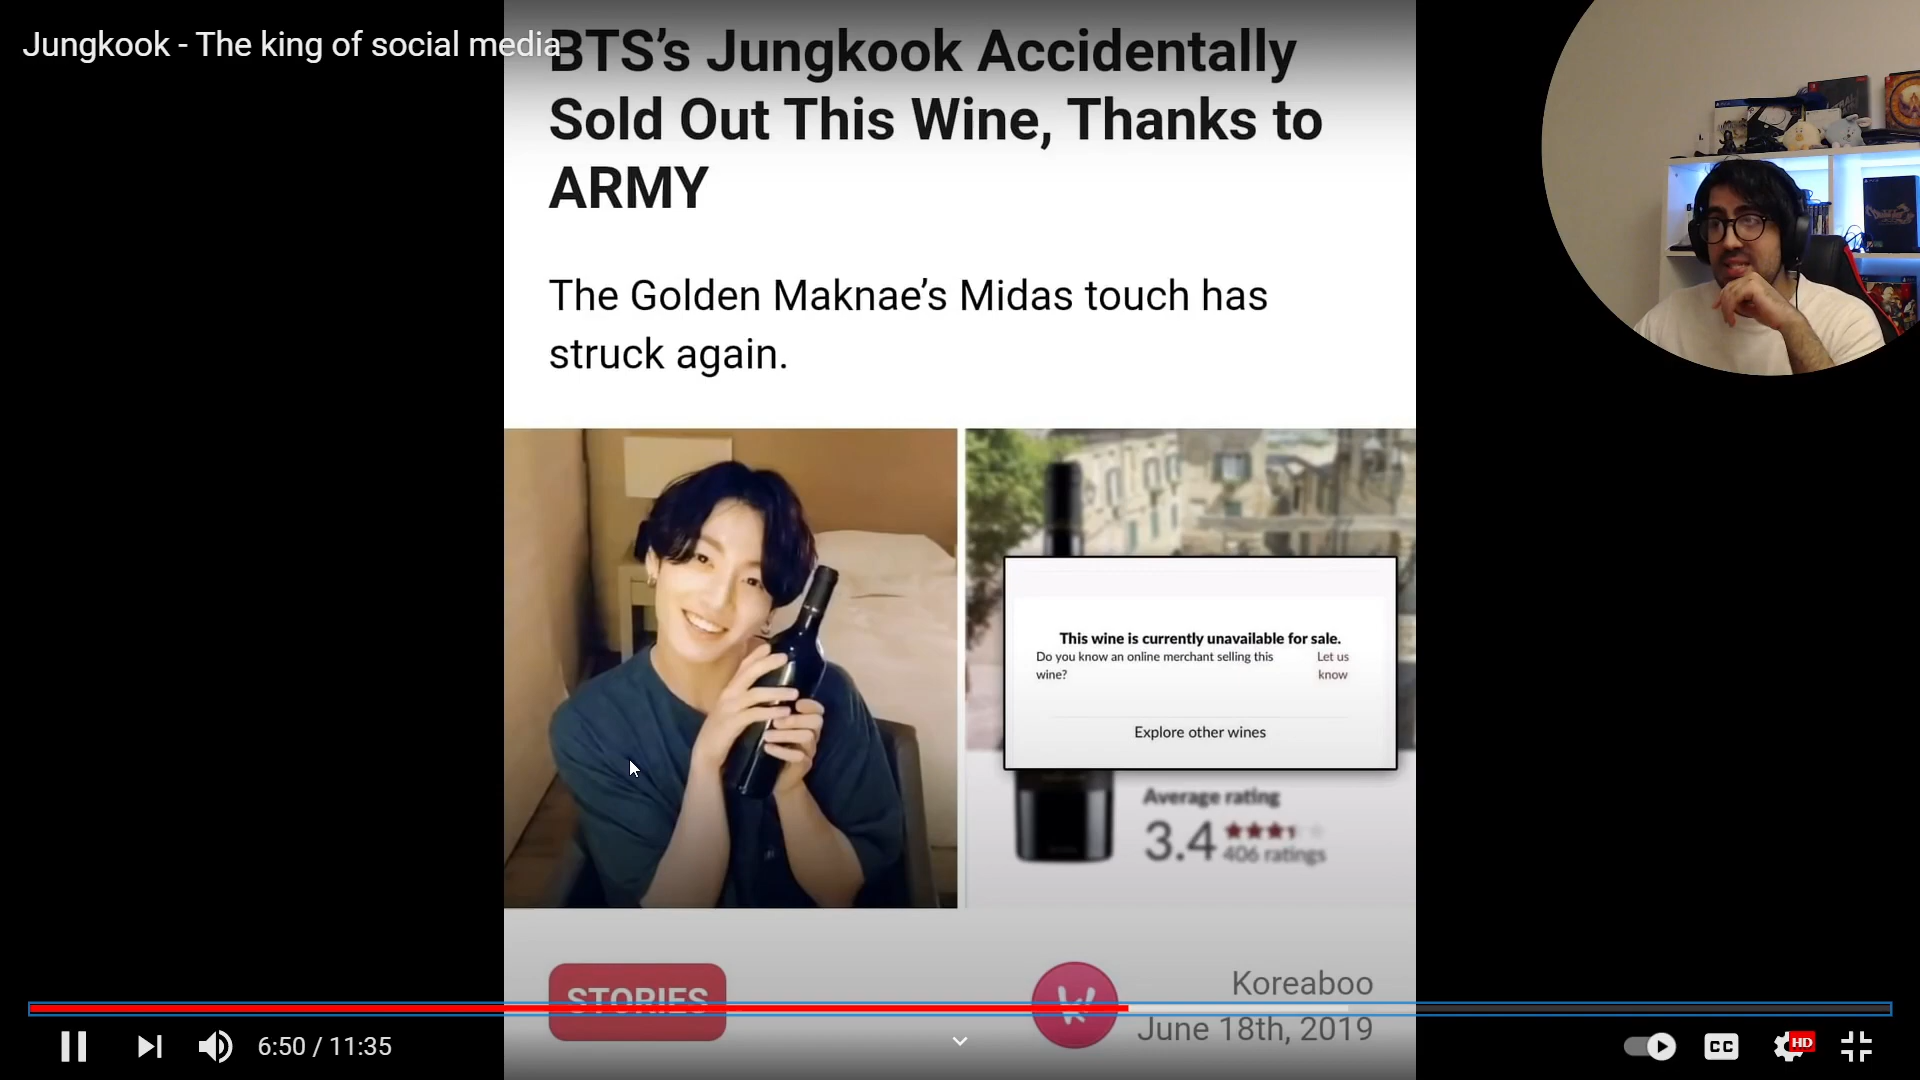 Jungkook - The king of social media
BTS’s Jungkook Accidentally
Sold Out This Wine, Thanks to
ARMY
The Golden Maknae’s Midas touch has
struck again.
This wine is currently unavailable for sale.
Do you know an online merchant selling this
wine?
Let us
know
Explore other wines
Average rating
3.4
406 ratings
STORIES
Koreaboo
June 18th, 2019
6:50 / 11:35
CC
HD